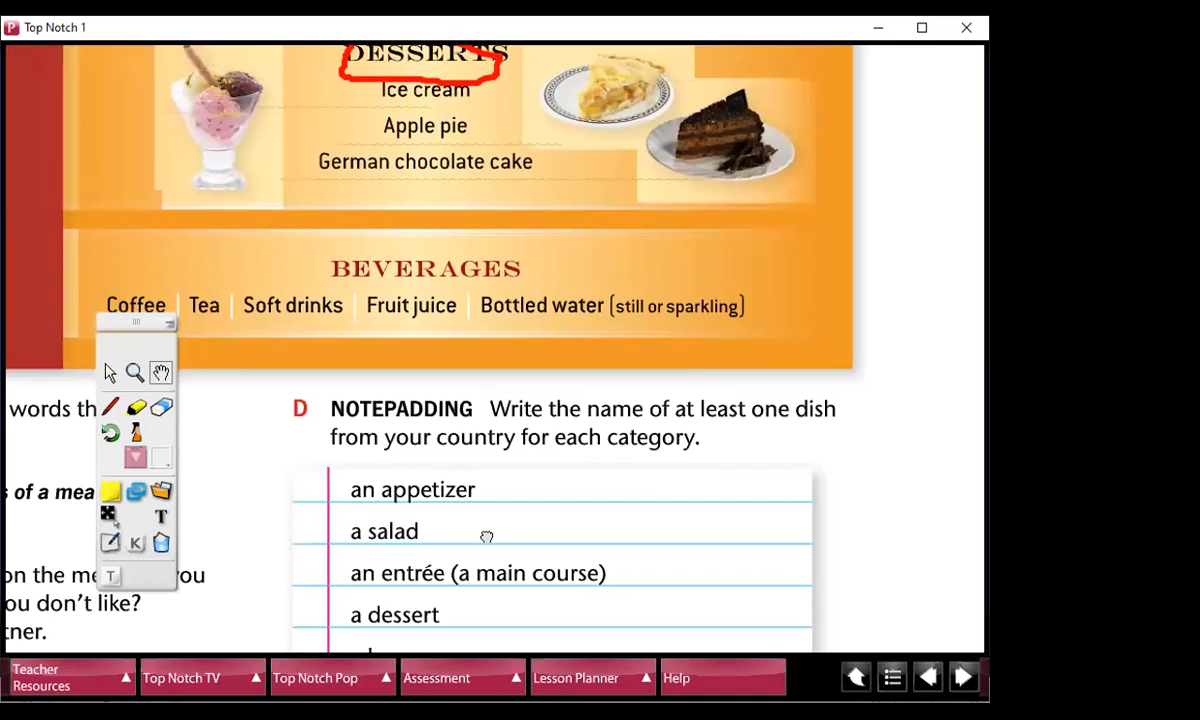 Top Notch 1
DESSERTS
Ice cream
Apple pie
German chocolate cake
BEVERAGES
Coffee | Tea | Soft drinks | Fruit juice | Bottled water (still or sparkling)
words th
s of a mea
on the me you
ou don't like?
tner.
D NOTEPADDING Write the name of at least one dish
from your country for each category.
an appetizer
a salad
an entrée (a main course)
a dessert
T
K
T
Teacher
Resources
Top Notch TV
Top Notch Pop
Assessment
Lesson Planner
Help